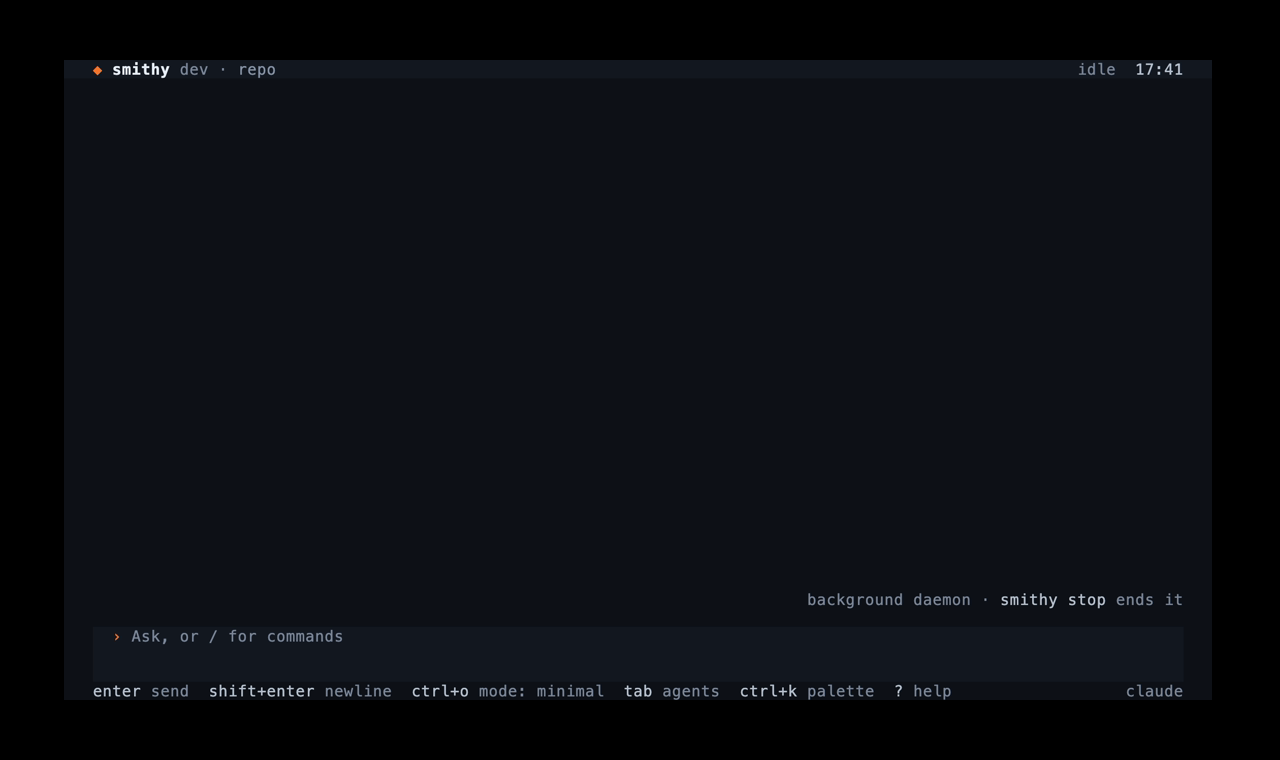 ◆ smithy dev · repo idle 17:41
background daemon · smithy stop ends it
› Ask, or / for commands
enter send shift+enter newline ctrl+o mode: minimal tab agents ctrl+k palette ? help claude